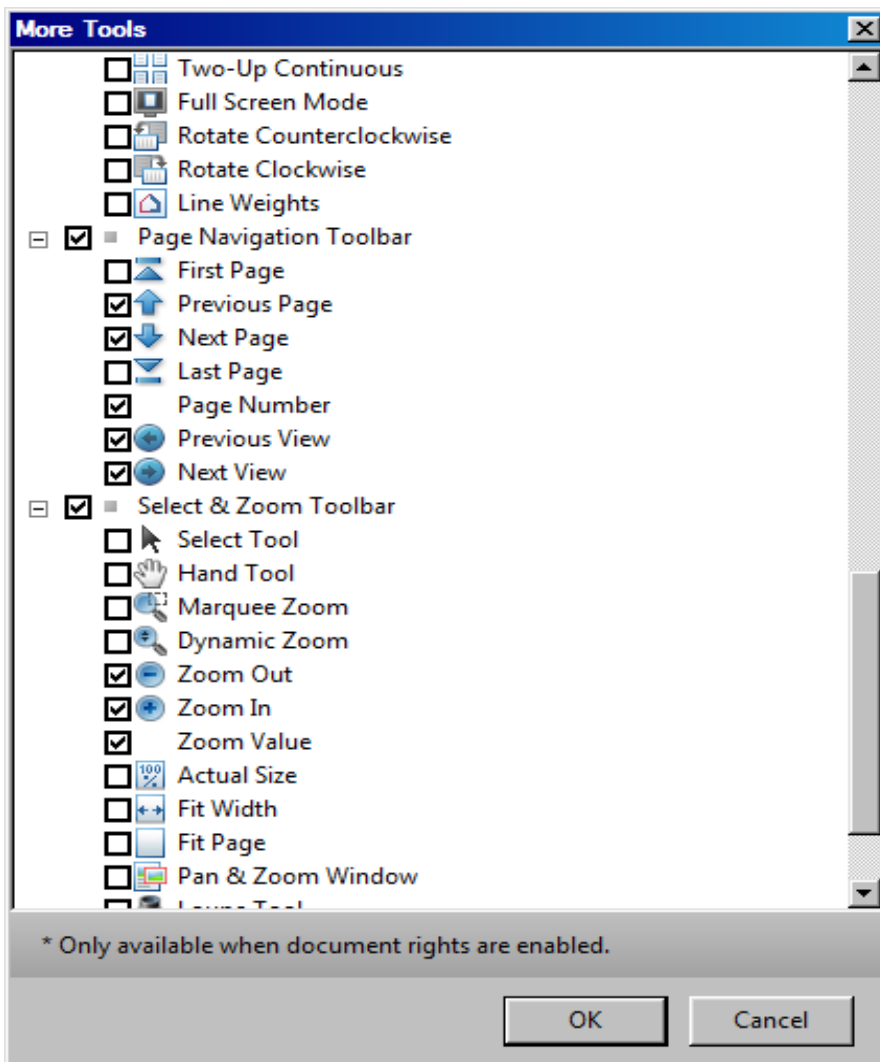 More Tools
Two-Up Continuous
Full Screen Mode
Rotate Counterclockwise
Rotate Clockwise
Line Weights
Page Navigation Toolbar
First Page
Previous Page
Next Page
Last Page
Page Number
Previous View
Next View
Select & Zoom Toolbar
Select Tool
Hand Tool
Marquee Zoom
Dynamic Zoom
Zoom Out
Zoom In
Zoom Value
100 %
Actual Size
Fit Width
Fit Page
Pan & Zoom Window
Loupe Tool
* Only available when document rights are enabled.
OK
Cancel